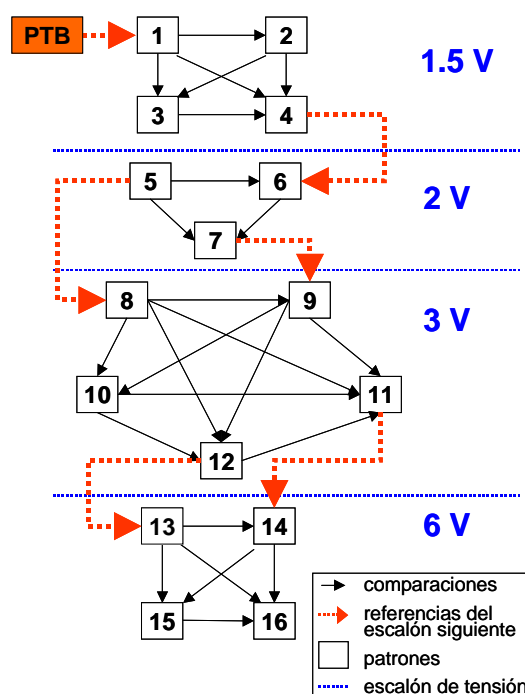 PTB
1
2
1.5 V
3
4
5
6
2 V
7
8
9
3 V
10
11
12
13
14
6 V
15
16
comparaciones
referencias del
escalón siguiente
patrones
escalón de tensión